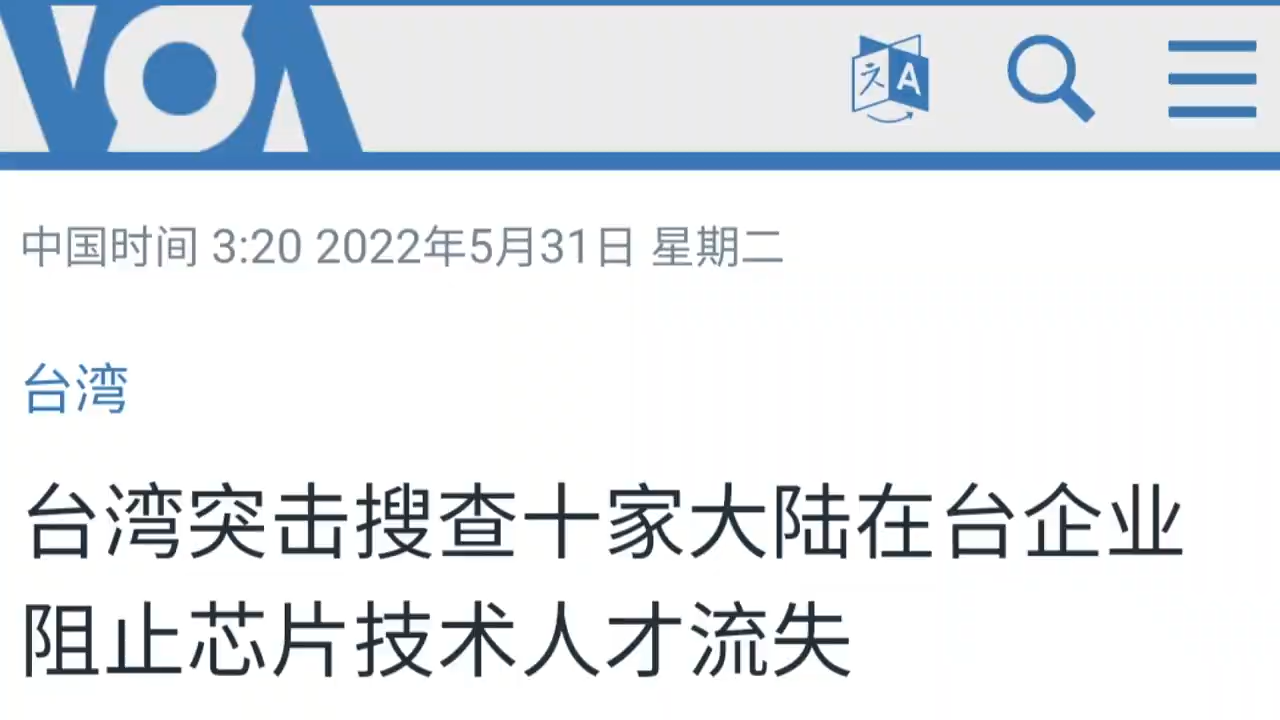 VOA
文 A
中国时间 3:20 2022年5月31日 星期二
台湾
台湾突击搜查十家大陆在台企业
阻止芯片技术人才流失